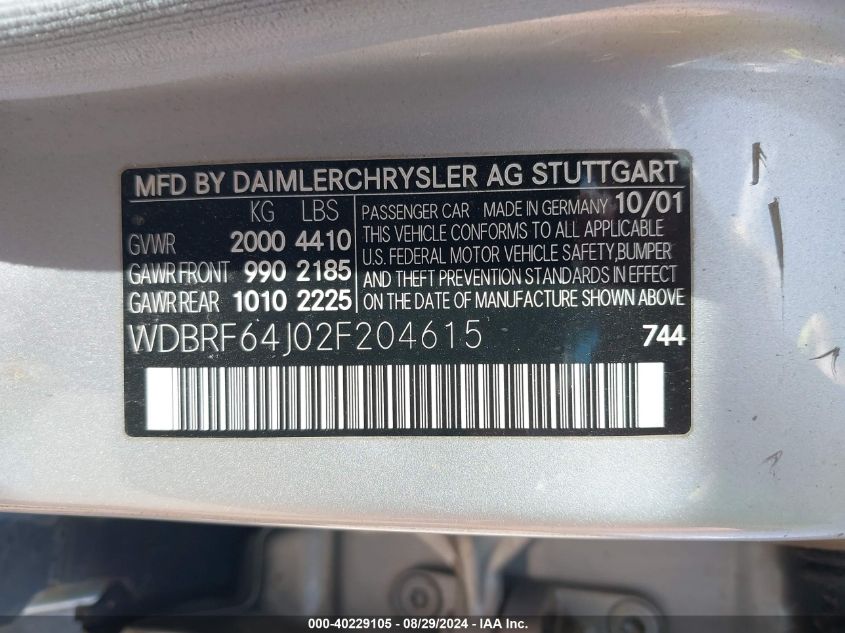 MFD BY DAIMLERCHRYSLER AG STUTTGART
KG LBS
GVWR 2000 4410
GAWR FRONT 990 2185
GAWR REAR 1010 2225
PASSENGER CAR MADE IN GERMANY 10/01
THIS VEHICLE CONFORMS TO ALL APPLICABLE
U.S. FEDERAL MOTOR VEHICLE SAFETY,BUMPER
AND THEFT PREVENTION STANDARDS IN EFFECT
ON THE DATE OF MANUFACTURE SHOWN ABOVE
WDBRF64J02F204615 744
000-40229105 - 08/29/2024 - IAA Inc.